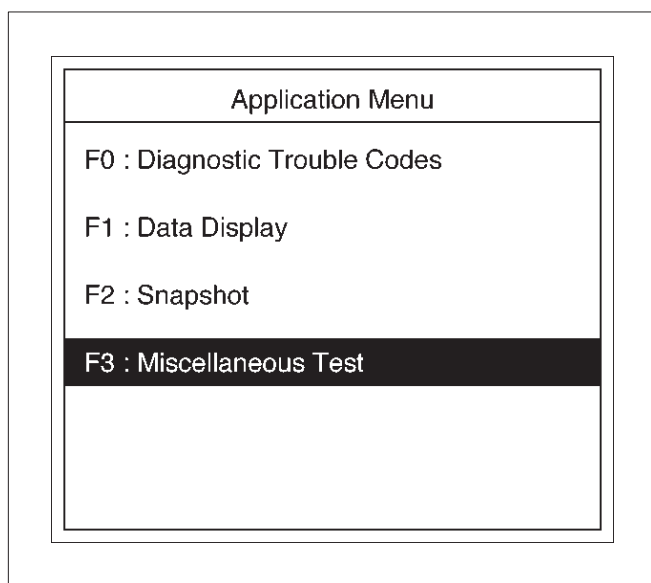 Application Menu
F0 : Diagnostic Trouble Codes
F1 : Data Display
F2 : Snapshot
F3 : Miscellaneous Test